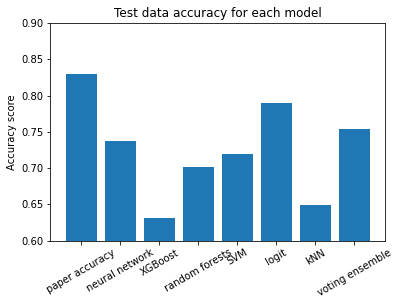 Test data accuracy for each model
Accuracy score
0.90
0.85
0.80
0.75
0.70
0.65
0.60
paper accuracy
neural network
XGBoost
random forests
SVM
logit
kNN
voting ensemble